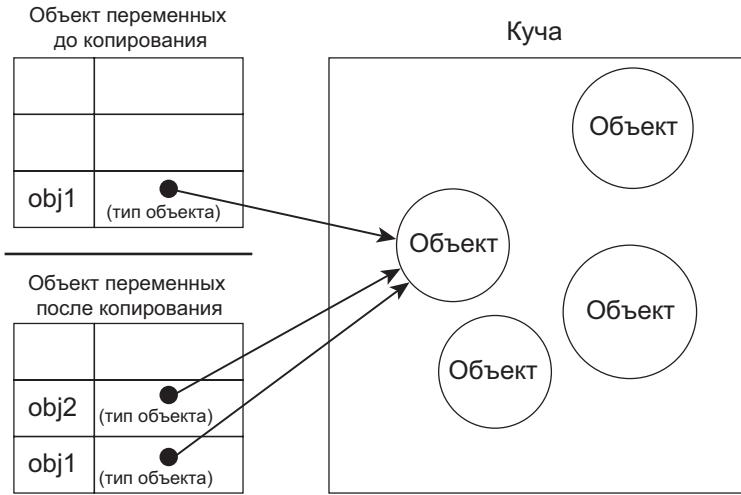 Объект переменных
до копирования
Куча
obj1
(тип объекта)
Объект
Объект
Объект переменных
после копирования
Объект
Объект
obj2
(тип объекта)
obj1
(тип объекта)